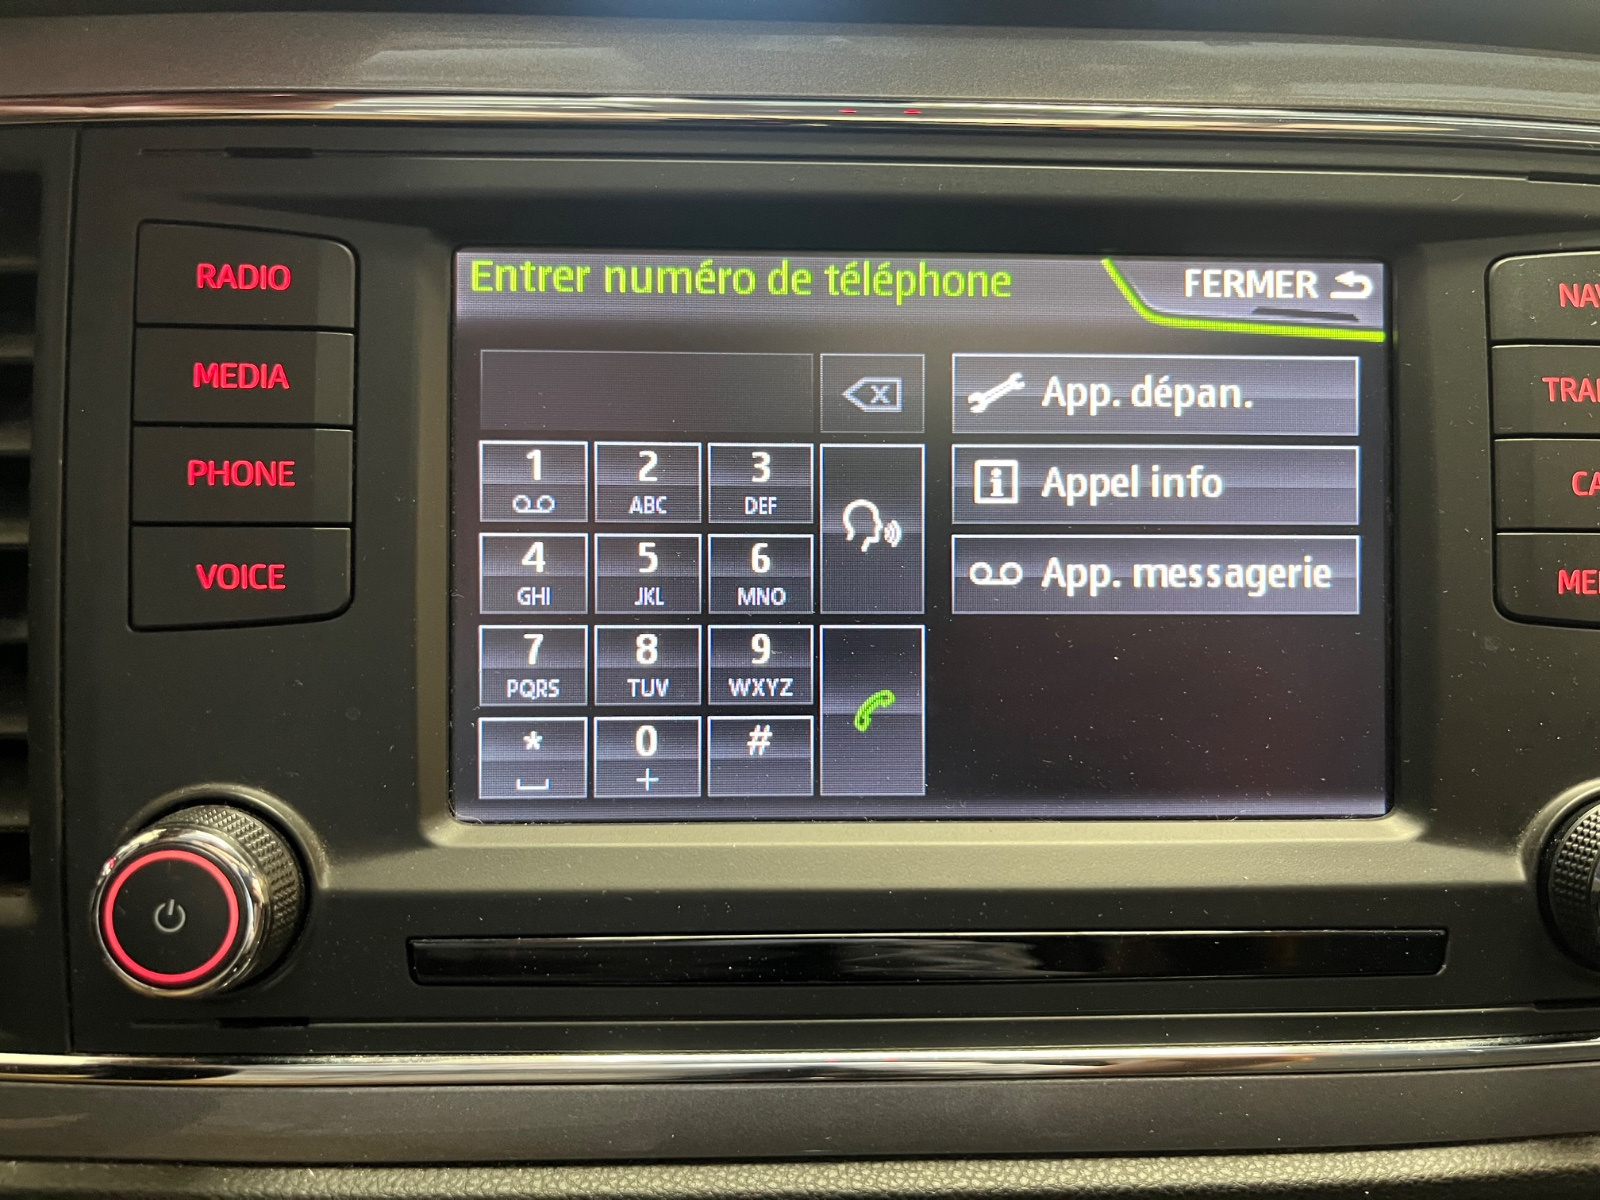 RADIO
MEDIA
PHONE
VOICE
Entrer numéro de téléphone
FERMER
1
2
ABC
3
DEF
4
GHI
5
JKL
6
MNO
7
PQRS
8
TUV
9
WXYZ
*
0
+
#
App. dépan.
Appel info
App. messagerie